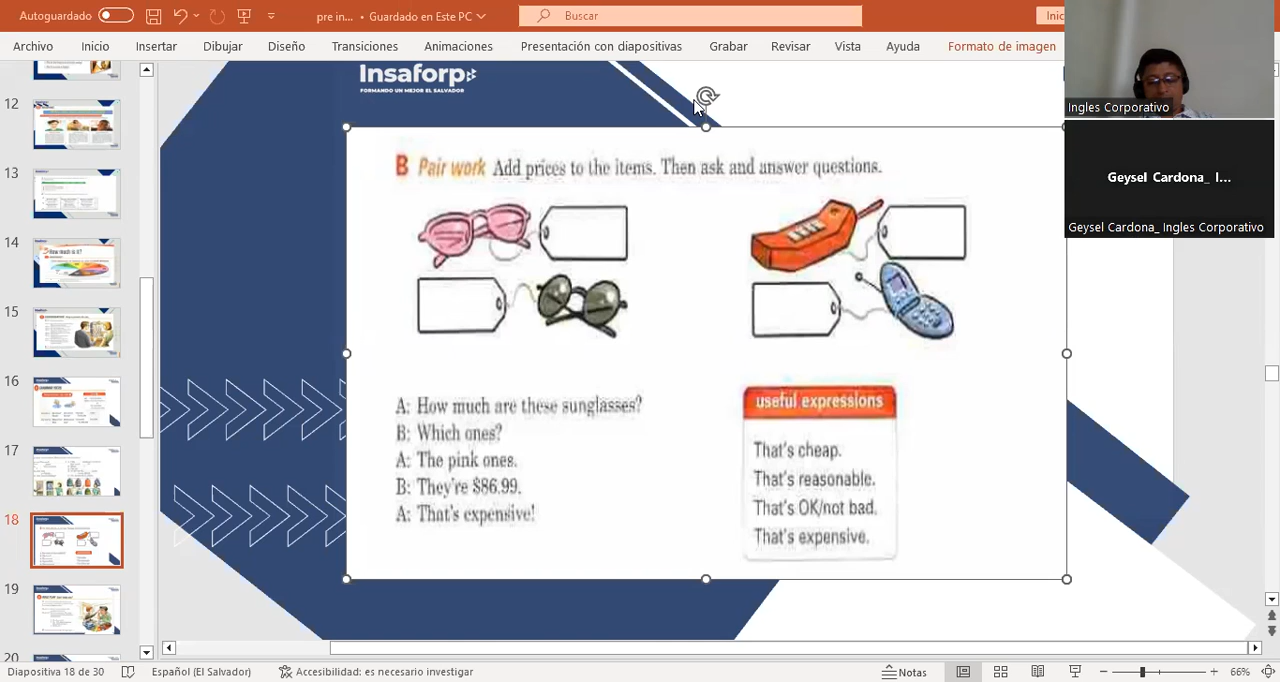 Autoguardado
pre in... • Guardado en Este PC
Buscar
Inic
Archivo Inicio Insertar Dibujar Diseño Transiciones Animaciones Presentación con diapositivas Grabar Revisar Vista Ayuda Formato de imagen
Ingles Corporativo
Geysel Cardona_ I...
Geysel Cardona_ Ingles Corporativo
12
13
14
15
16
17
18
19
20
Insaforp
FORMANDO UN MEJOR EL SALVADOR
B Pair work Add prices to the items. Then ask and answer questions.
A: How much are these sunglasses?
B: Which ones?
A: The pink ones.
B: They're $86.99.
A: That's expensive!
useful expressions
That's cheap.
That's reasonable.
That's OK/not bad.
That's expensive.
Diapositiva 18 de 30 Español (El Salvador) Accesibilidad: es necesario investigar Notas 66%